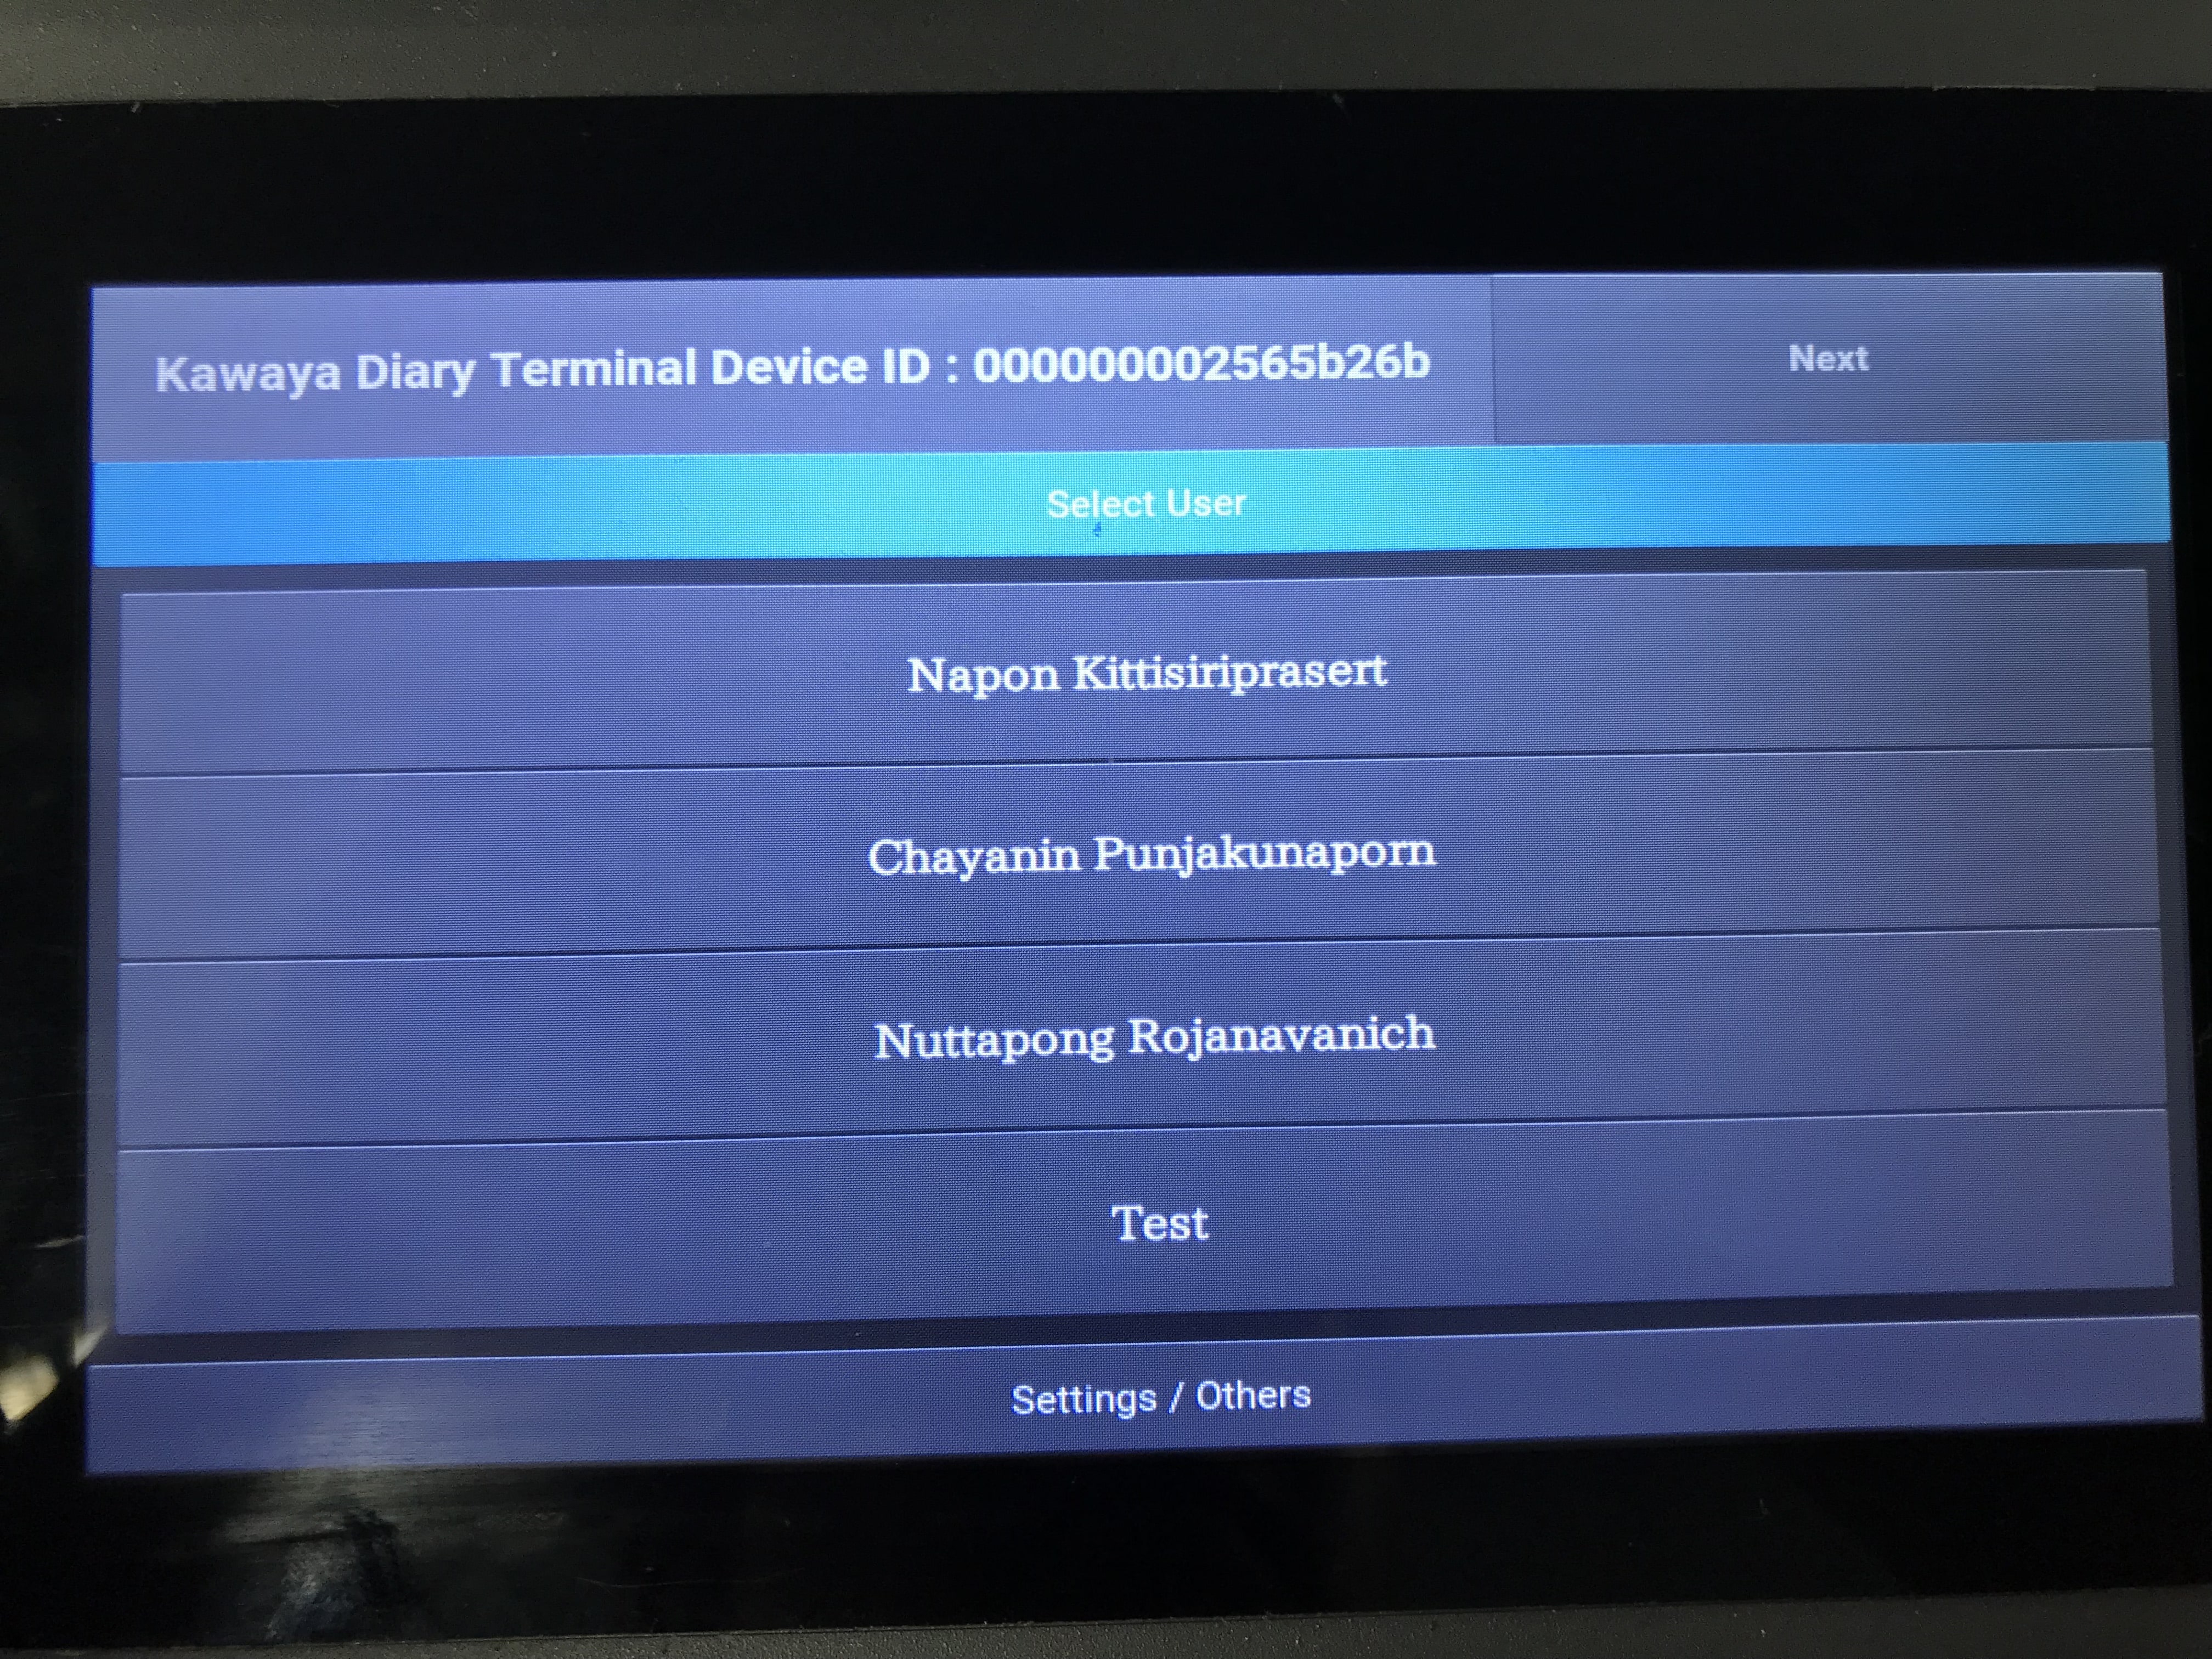 Kawaya Diary Terminal Device ID : 000000002565b26b
Next
Select User
Napon Kittisiriprasert
Chayanin Punjakunaporn
Nuttapong Rojanavanich
Test
Settings / Others